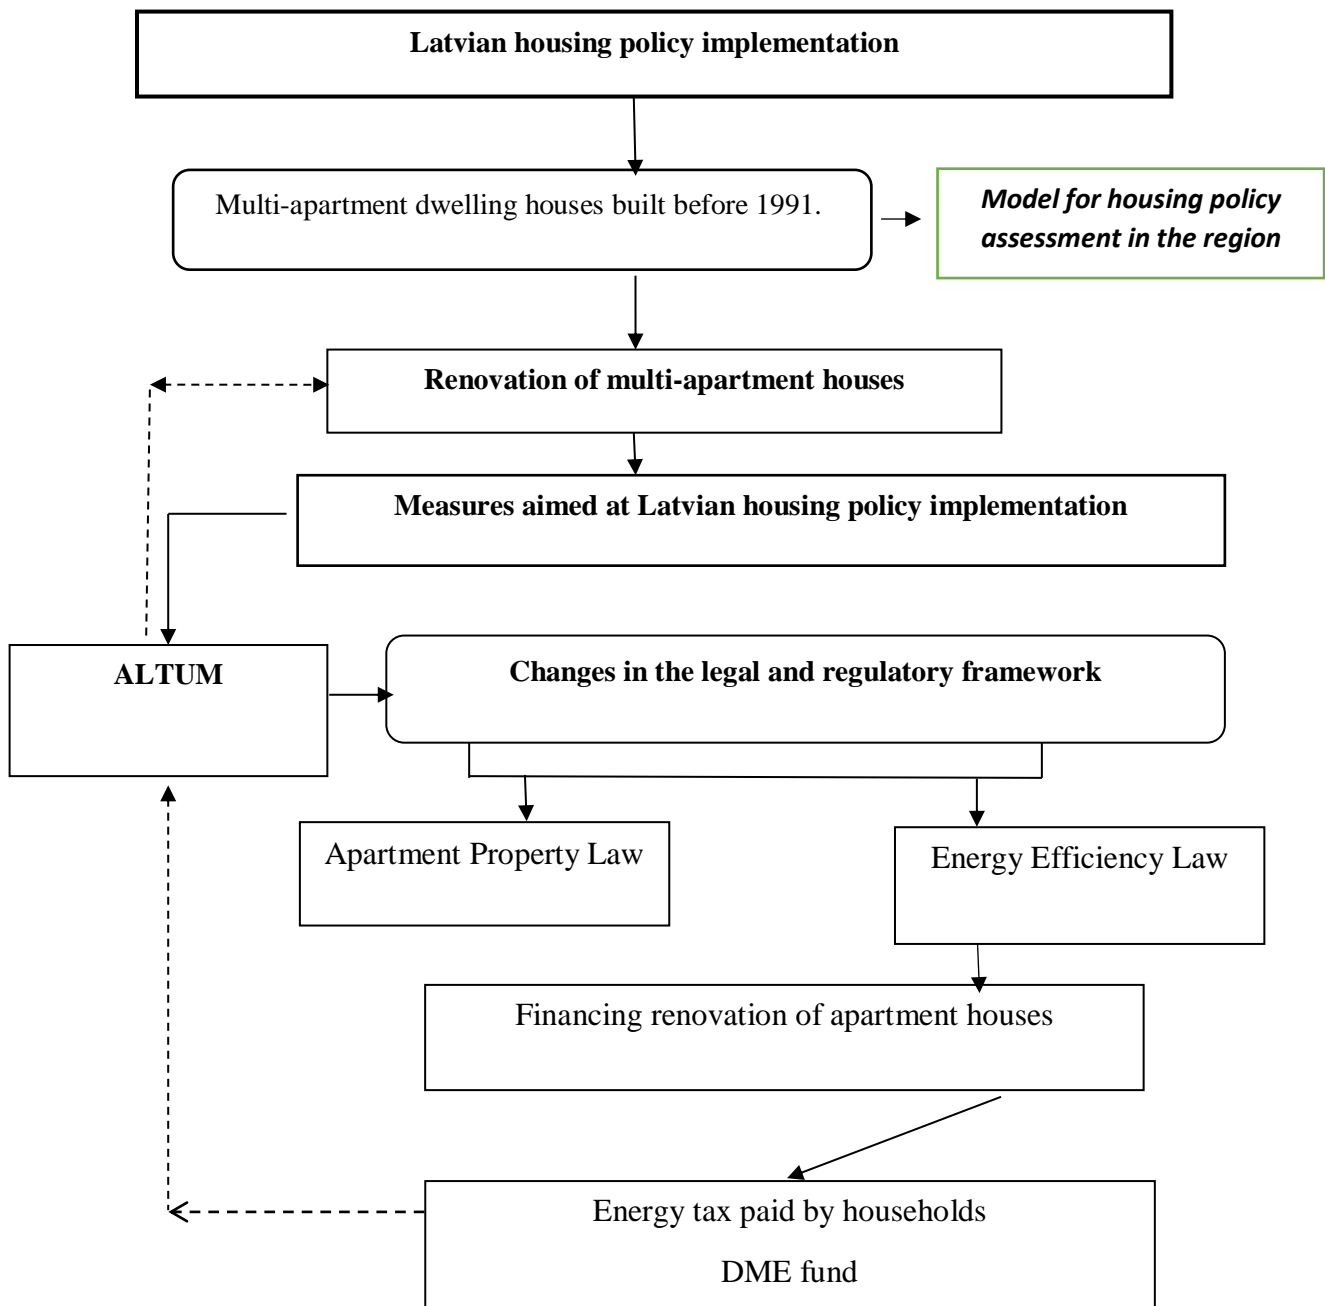 Latvian housing policy implementation
Multi-apartment dwelling houses built before 1991.
Model for housing policy
assessment in the region
Renovation of multi-apartment houses
Measures aimed at Latvian housing policy implementation
ALTUM
Changes in the legal and regulatory framework
Apartment Property Law
Energy Efficiency Law
Financing renovation of apartment houses
Energy tax paid by households
DME fund